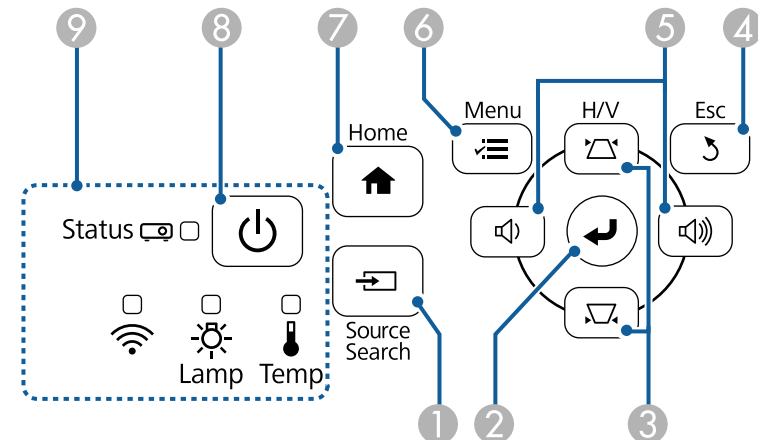 9 8 7 6 5 4
Menu H/V Esc
Home
Status
Source
Search
Lamp Temp
1 2 3